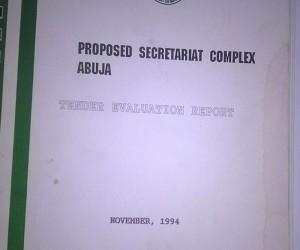 PROPOSED SECRETARIAT COMPLEX
ABUJA
TENDER EVALUATION REPORT
NOVEMBER, 1994